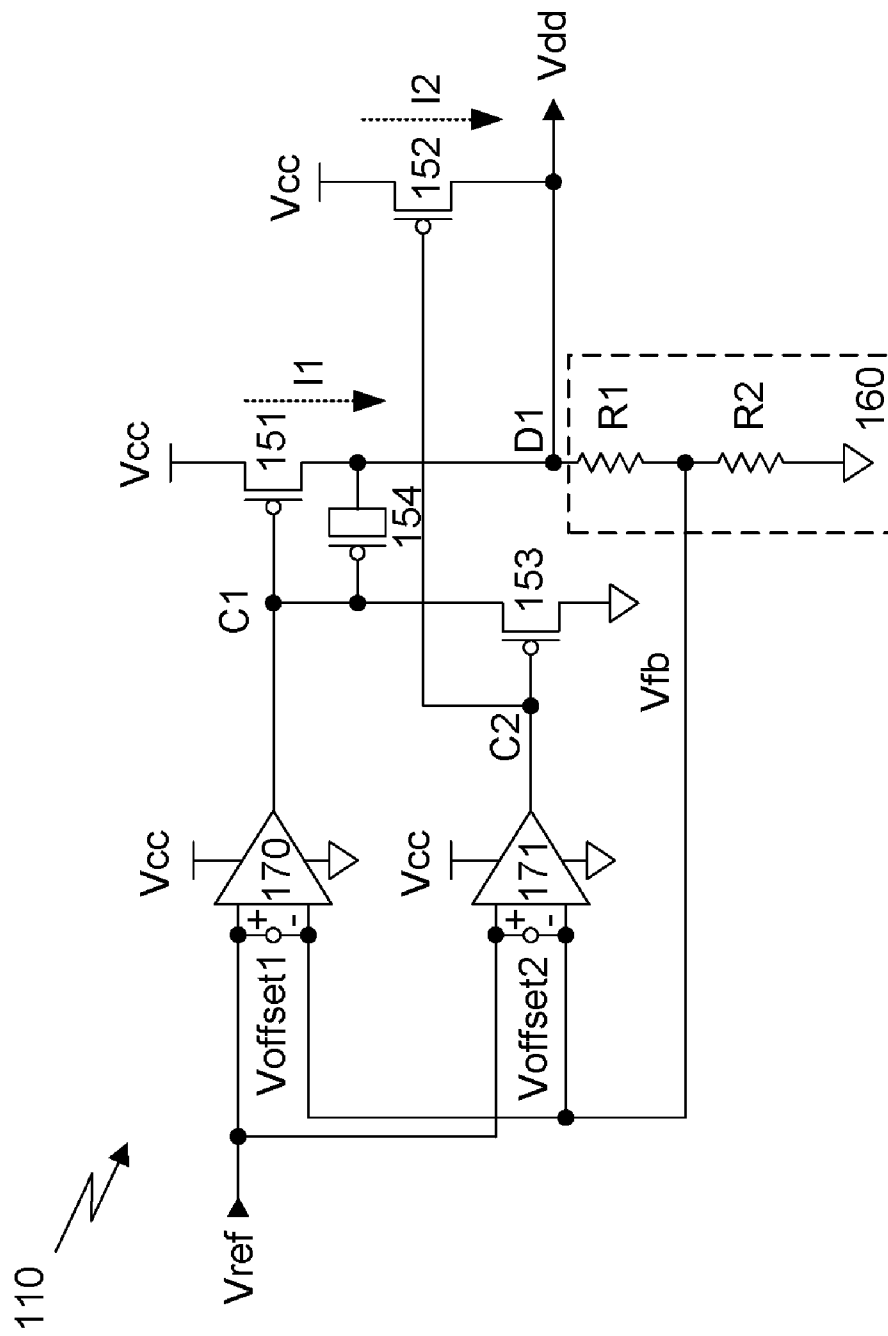 110
Vref
Voffset1
+
-
170
Vcc
C1
Vcc
151
I1
154
Voffset2
+
-
171
Vcc
C2
153
Vcc
152
I2
D1
Vdd
R1
R2
160
Vfb